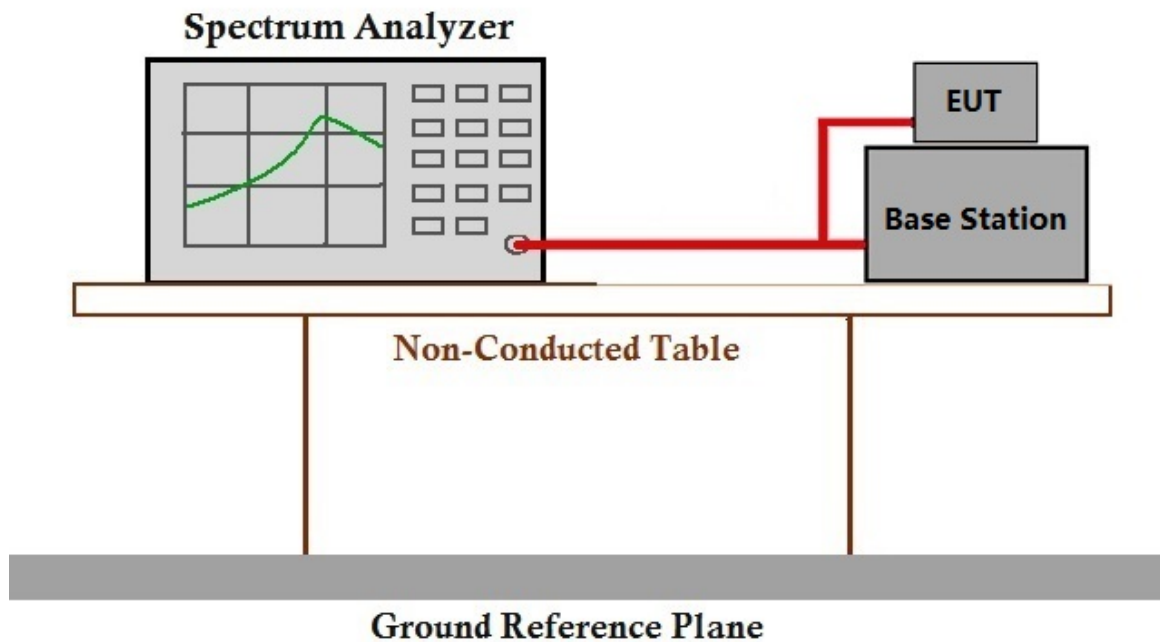 Spectrum Analyzer
EUT
Base Station
Non-Conducted Table
Ground Reference Plane